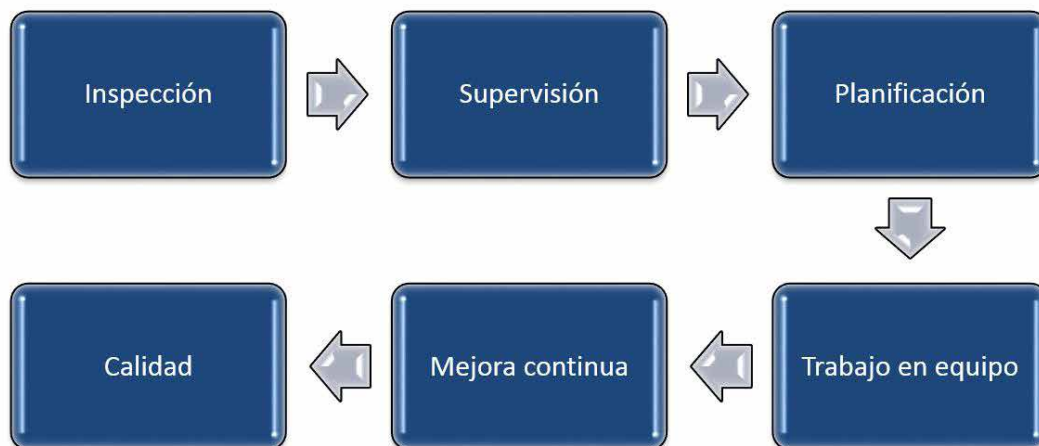 Inspección
Supervisión
Planificación
Trabajo en equipo
Mejora continua
Calidad